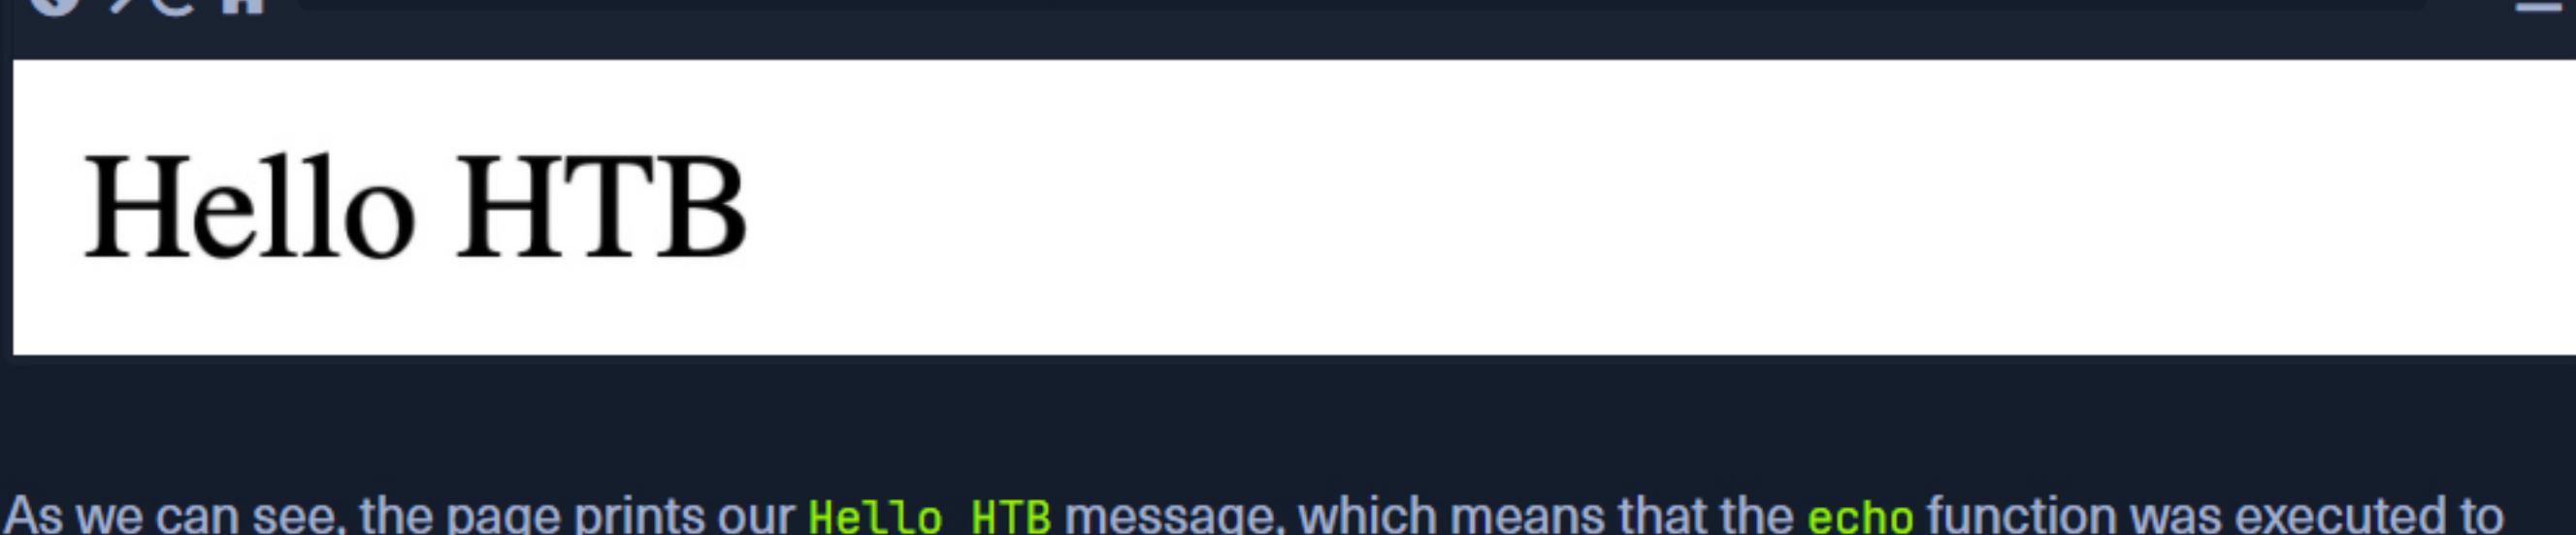 Hello HTB
As we can see, the page prints our Hello HTB message, which means that the echo function was executed to